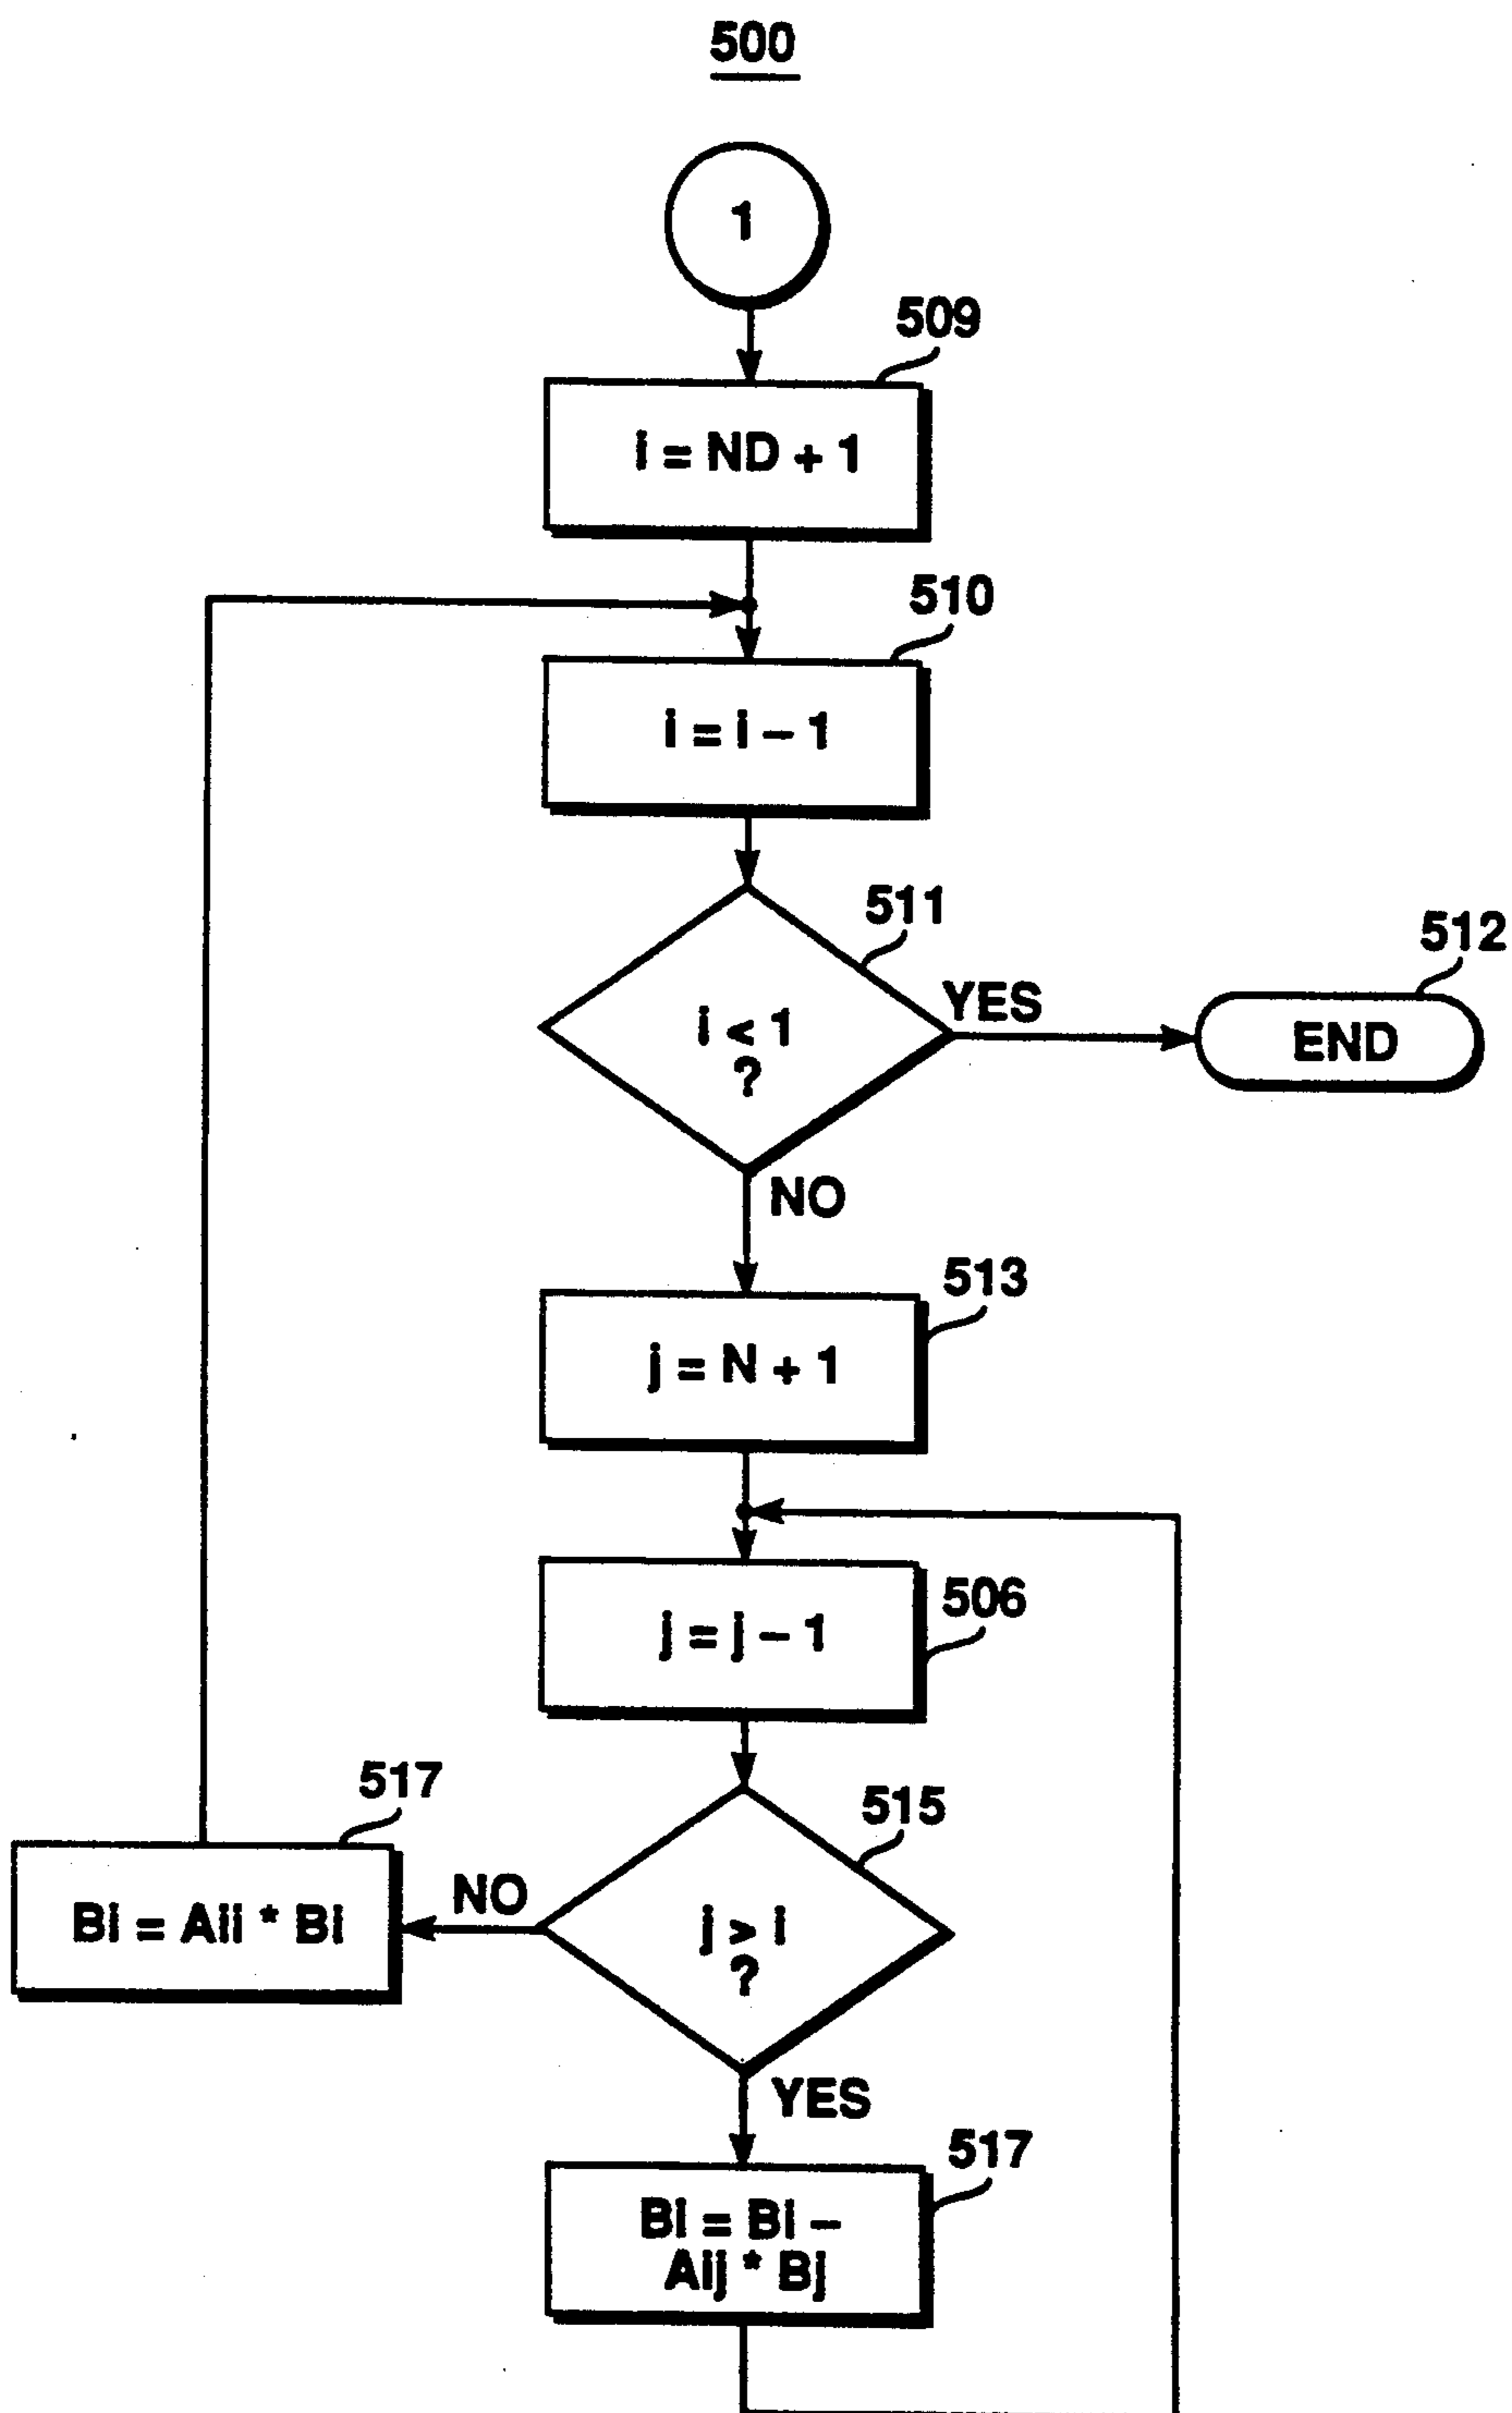 500
1
509
i = ND + 1
510
i = i – 1
511
i < 1
?
YES
512
END
NO
513
j = N + 1
506
j = j – 1
517
Bi = Aii * Bi
NO
515
j > i
?
YES
517
Bi = Bi –
Aij * Bj